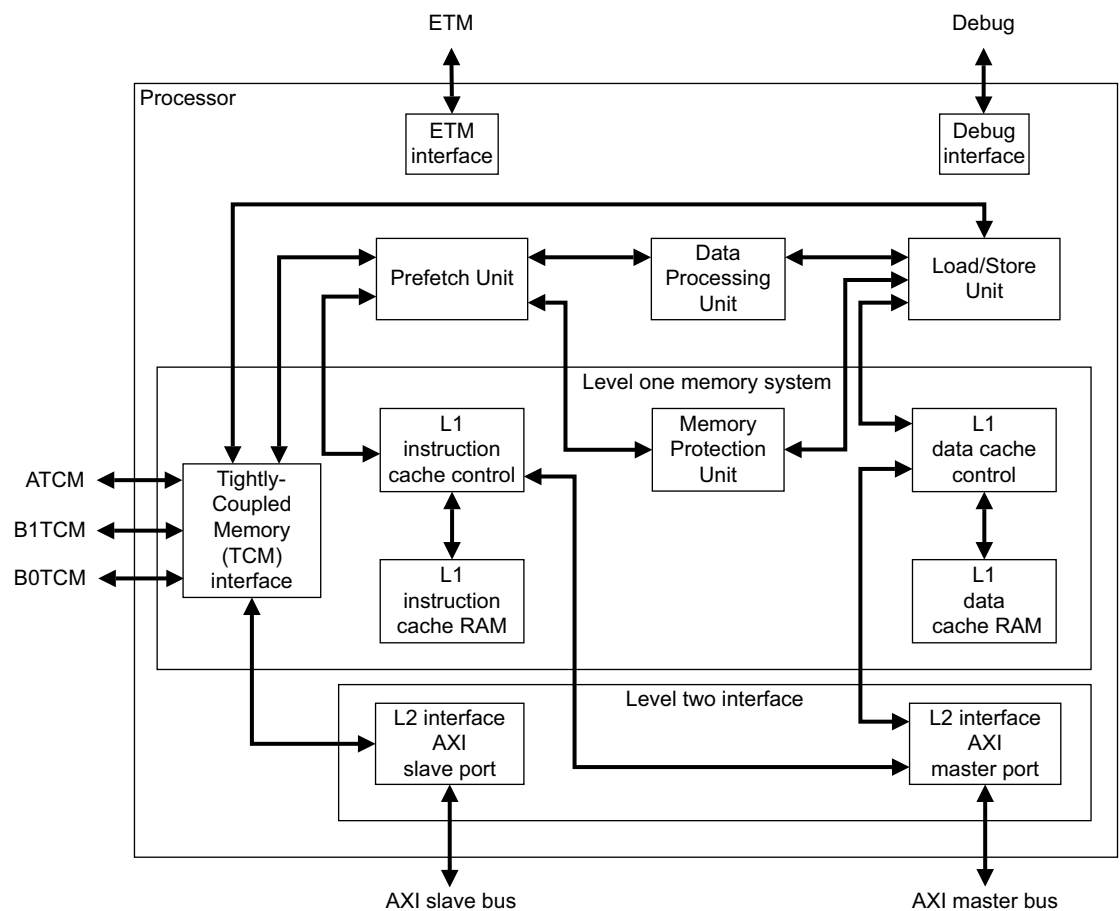 ETM
Debug
Processor
ETM
interface
Debug
interface
Prefetch Unit
Data
Processing
Unit
Load/Store
Unit
Level one memory system
L1
instruction
cache control
Memory
Protection
Unit
L1
data cache
control
ATCM
B1TCM
B0TCM
Tightly-
Coupled
Memory
(TCM)
interface
L1
instruction
cache RAM
L1
data
cache RAM
Level two interface
L2 interface
AXI
slave port
L2 interface
AXI
master port
AXI slave bus
AXI master bus